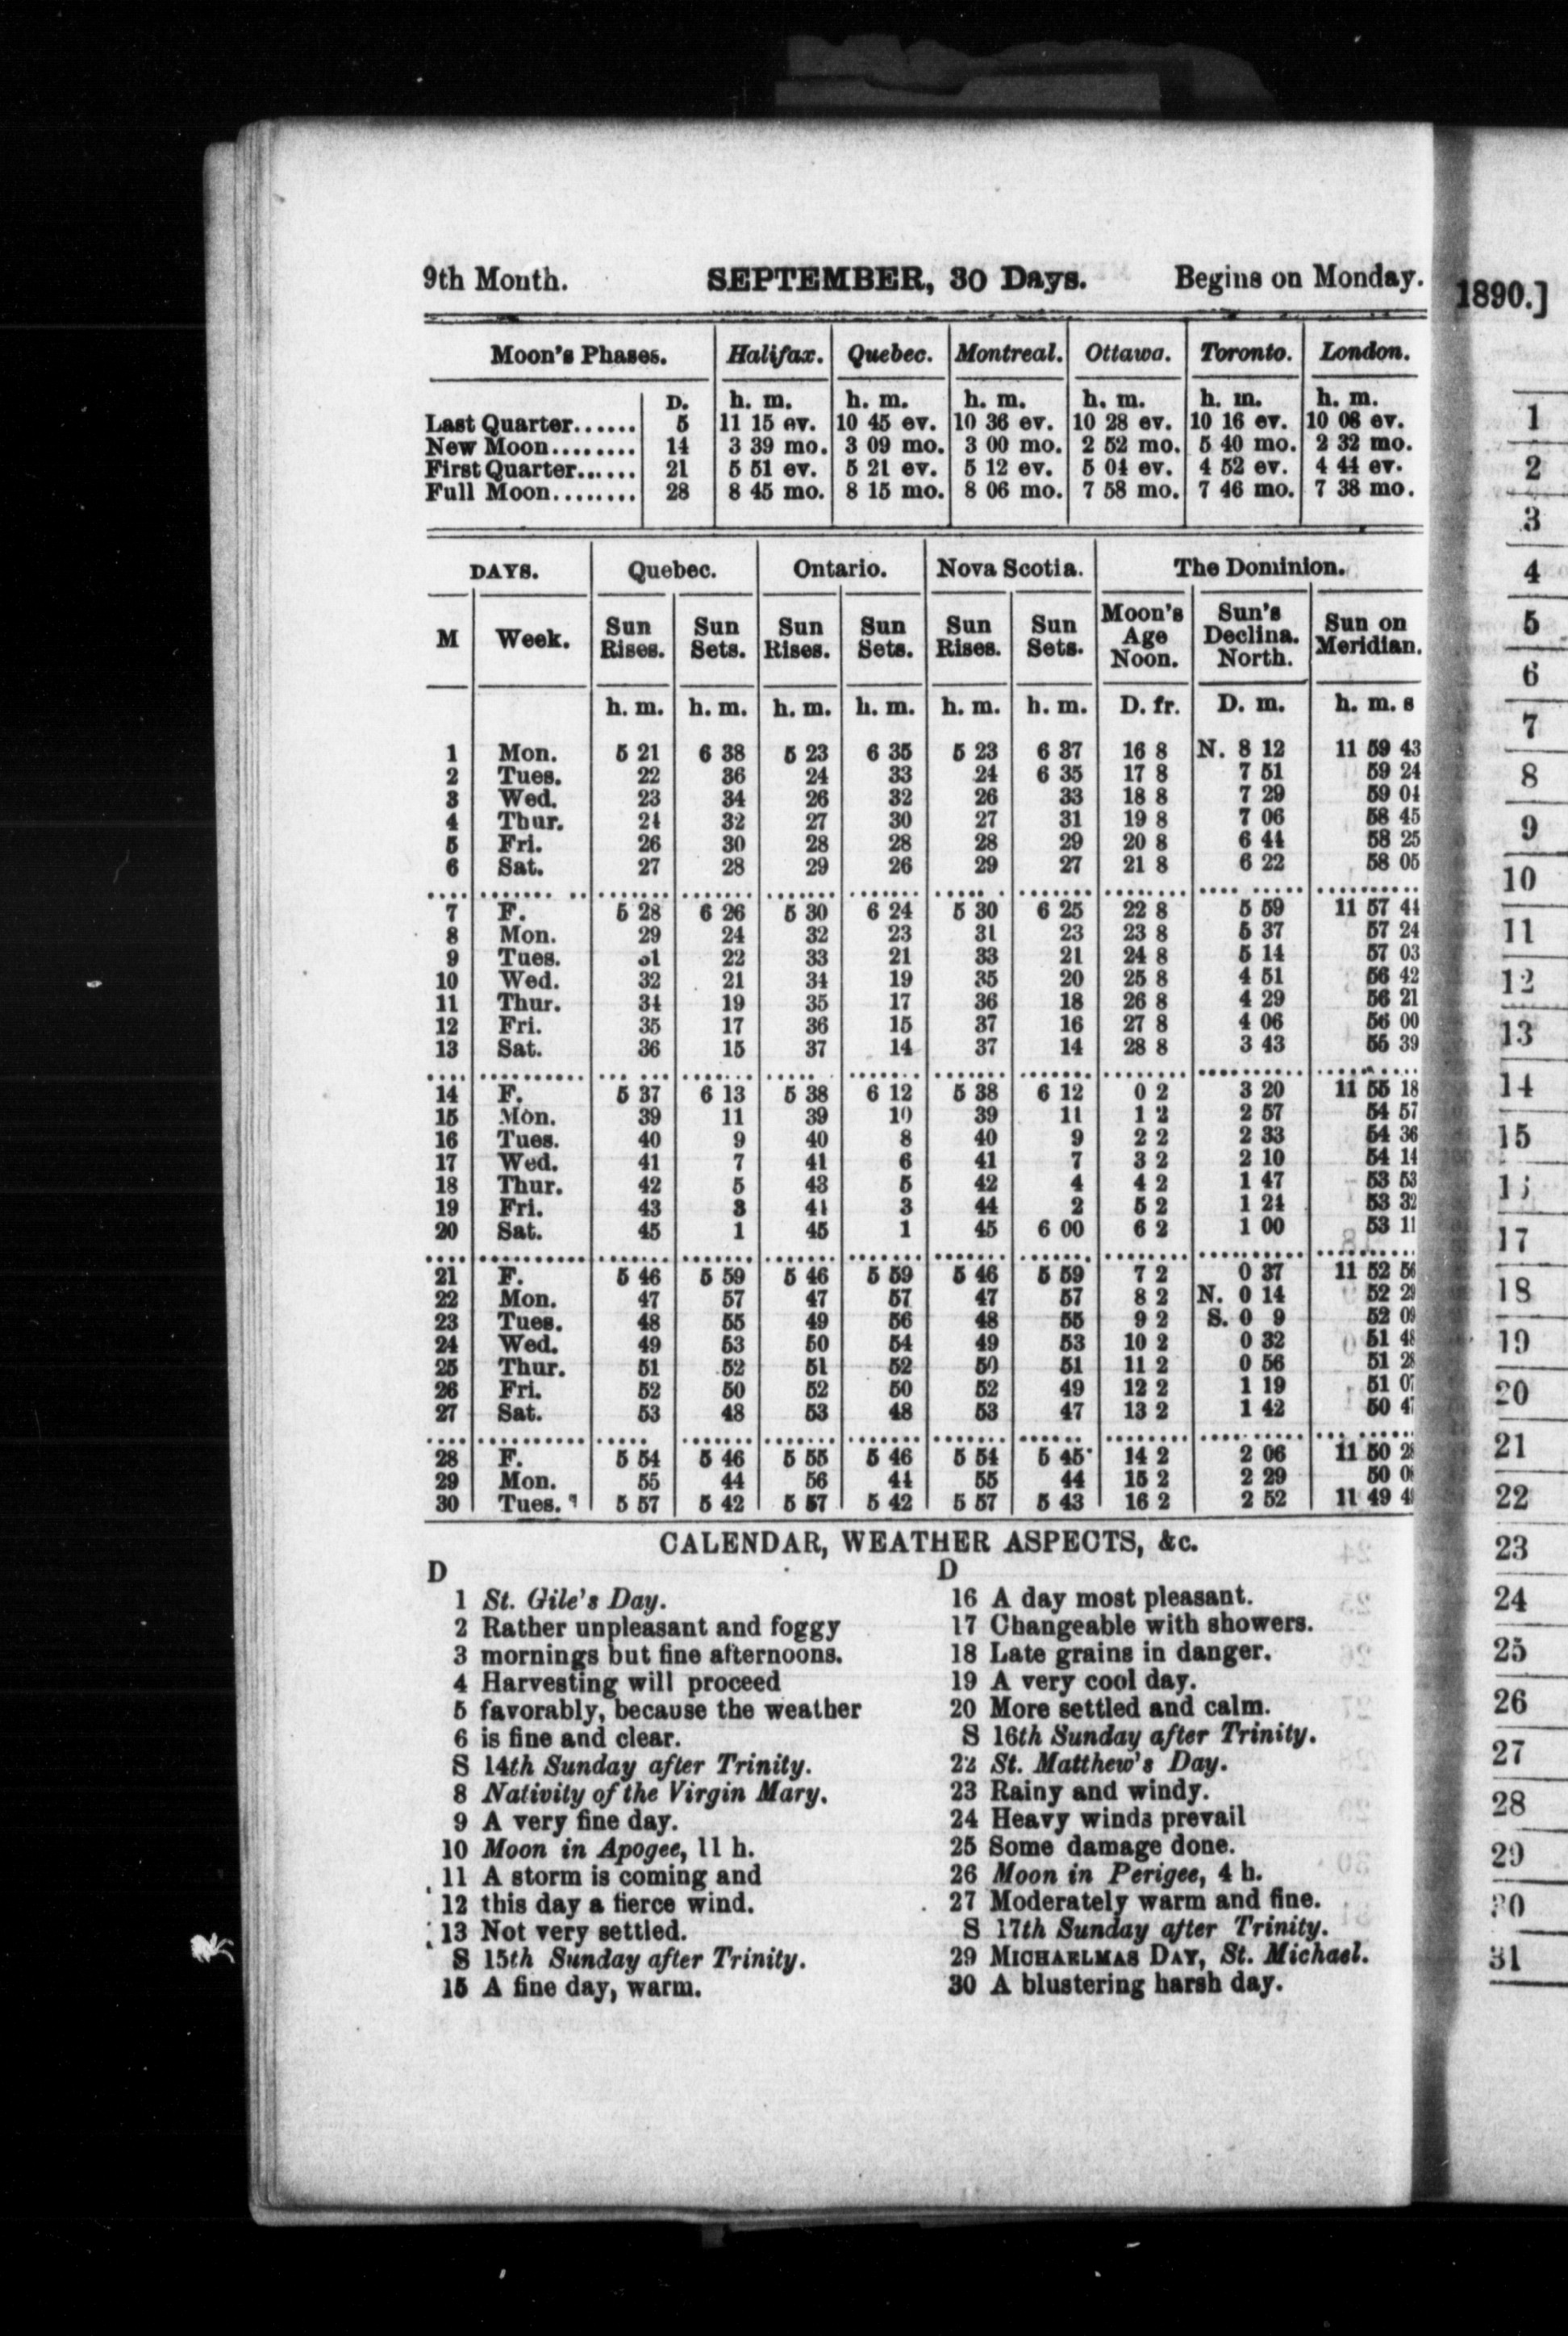 9th Month. SEPTEMBER, 30 Days. Begins on Monday.
Moon's Phases. Halifax. Quebec. Montreal. Ottawa. Toronto. London.
D. h. m. h. m. h. m. h. m. h. m. h. m.
Last Quarter...... 5 11 15 ev. 10 45 ev. 10 36 ev. 10 28 ev. 10 16 ev. 10 08 ev.
New Moon........ 14 3 39 mo. 3 09 mo. 3 00 mo. 2 52 mo. 5 40 mo. 2 32 mo.
First Quarter...... 21 5 51 ev. 5 21 ev. 5 12 ev. 5 04 ev. 4 52 ev. 4 44 ev.
Full Moon........ 28 8 45 mo. 8 15 mo. 8 06 mo. 7 58 mo. 7 46 mo. 7 38 mo.
DAYS. Quebec. Ontario. Nova Scotia. The Dominion.
M Week. Sun Rises. Sun Sets. Sun Rises. Sun Sets. Sun Rises. Sun Sets. Moon's Age Noon. Sun's Declina. North. Sun on Meridian.
h. m. h. m. h. m. h. m. h. m. h. m. D. fr. D. m. h. m. s
1 Mon. 5 21 6 38 5 23 6 35 5 23 6 37 16 8 N. 8 12 11 59 43
2 Tues. 22 36 24 33 24 6 35 17 8 7 51 59 24
3 Wed. 23 34 26 32 26 33 18 8 7 29 59 04
4 Thur. 24 32 27 30 27 31 19 8 7 06 58 45
5 Fri. 26 30 28 28 28 29 20 8 6 44 58 25
6 Sat. 27 28 29 26 29 27 21 8 6 22 58 05
7 F. 5 28 6 26 5 30 6 24 5 30 6 25 22 8 5 59 11 57 44
8 Mon. 29 24 32 23 31 23 23 8 5 37 57 24
9 Tues. 22 33 21 33 21 24 8 5 14 57 03
10 Wed. 32 21 34 19 35 20 25 8 4 51 56 42
11 Thur. 34 19 35 17 36 18 26 8 4 29 56 21
12 Fri. 35 17 36 15 37 16 27 8 4 06 56 00
13 Sat. 36 15 37 14 37 14 28 8 3 43 55 39
14 F. 5 37 6 13 5 38 6 12 5 38 6 12 0 2 3 20 11 55 18
15 Mon. 39 11 39 10 39 11 1 2 2 57 54 57
16 Tues. 40 9 40 8 40 9 2 2 2 33 54 36
17 Wed. 41 7 41 6 41 7 3 2 2 10 54 14
18 Thur. 42 5 43 5 42 4 4 2 1 47 53 53
19 Fri. 43 3 44 3 44 2 5 2 1 24 53 32
20 Sat. 45 1 45 1 45 6 00 6 2 1 00 53 11
21 F. 5 46 5 59 5 46 5 59 5 46 5 59 7 2 0 37 11 52 56
22 Mon. 47 57 47 57 47 57 8 2 N. 0 14 52 29
23 Tues. 48 55 49 56 48 55 9 2 S. 0 9 52 09
24 Wed. 49 53 50 54 49 53 10 2 0 32 51 48
25 Thur. 51 52 51 52 50 51 11 2 0 56 51 28
26 Fri. 52 50 52 50 52 49 12 2 1 19 51 07
27 Sat. 53 48 53 48 53 47 13 2 1 42 50 47
28 F. 5 54 5 46 5 55 5 46 5 54 5 45 14 2 2 06 11 50 28
29 Mon. 55 44 56 44 55 44 15 2 2 29 50
30 Tues. 5 57 5 42 5 57 5 42 5 57 5 43 16 2 2 52 11 49
CALENDAR, WEATHER ASPECTS, &c.
D
1 St. Gile's Day.
2 Rather unpleasant and foggy
3 mornings but fine afternoons.
4 Harvesting will proceed
5 favorably, because the weather
6 is fine and clear.
S 14th Sunday after Trinity.
8 Nativity of the Virgin Mary.
9 A very fine day.
10 Moon in Apogee, 11 h.
11 A storm is coming and
12 this day a fierce wind.
13 Not very settled.
S 15th Sunday after Trinity.
15 A fine day, warm.
D
16 A day most pleasant.
17 Changeable with showers.
18 Late grains in danger.
19 A very cool day.
20 More settled and calm.
S 16th Sunday after Trinity.
22 St. Matthew's Day.
23 Rainy and windy.
24 Heavy winds prevail
25 Some damage done.
26 Moon in Perigee, 4 h.
27 Moderately warm and fine.
S 17th Sunday after Trinity.
29 MICHAELMAS DAY, St. Michael.
30 A blustering harsh day.
1890.]
1
2
3
4
5
6
7
8
9
10
11
12
13
14
15
17
18
19
20
21
22
23
24
25
26
27
28
29
30
31